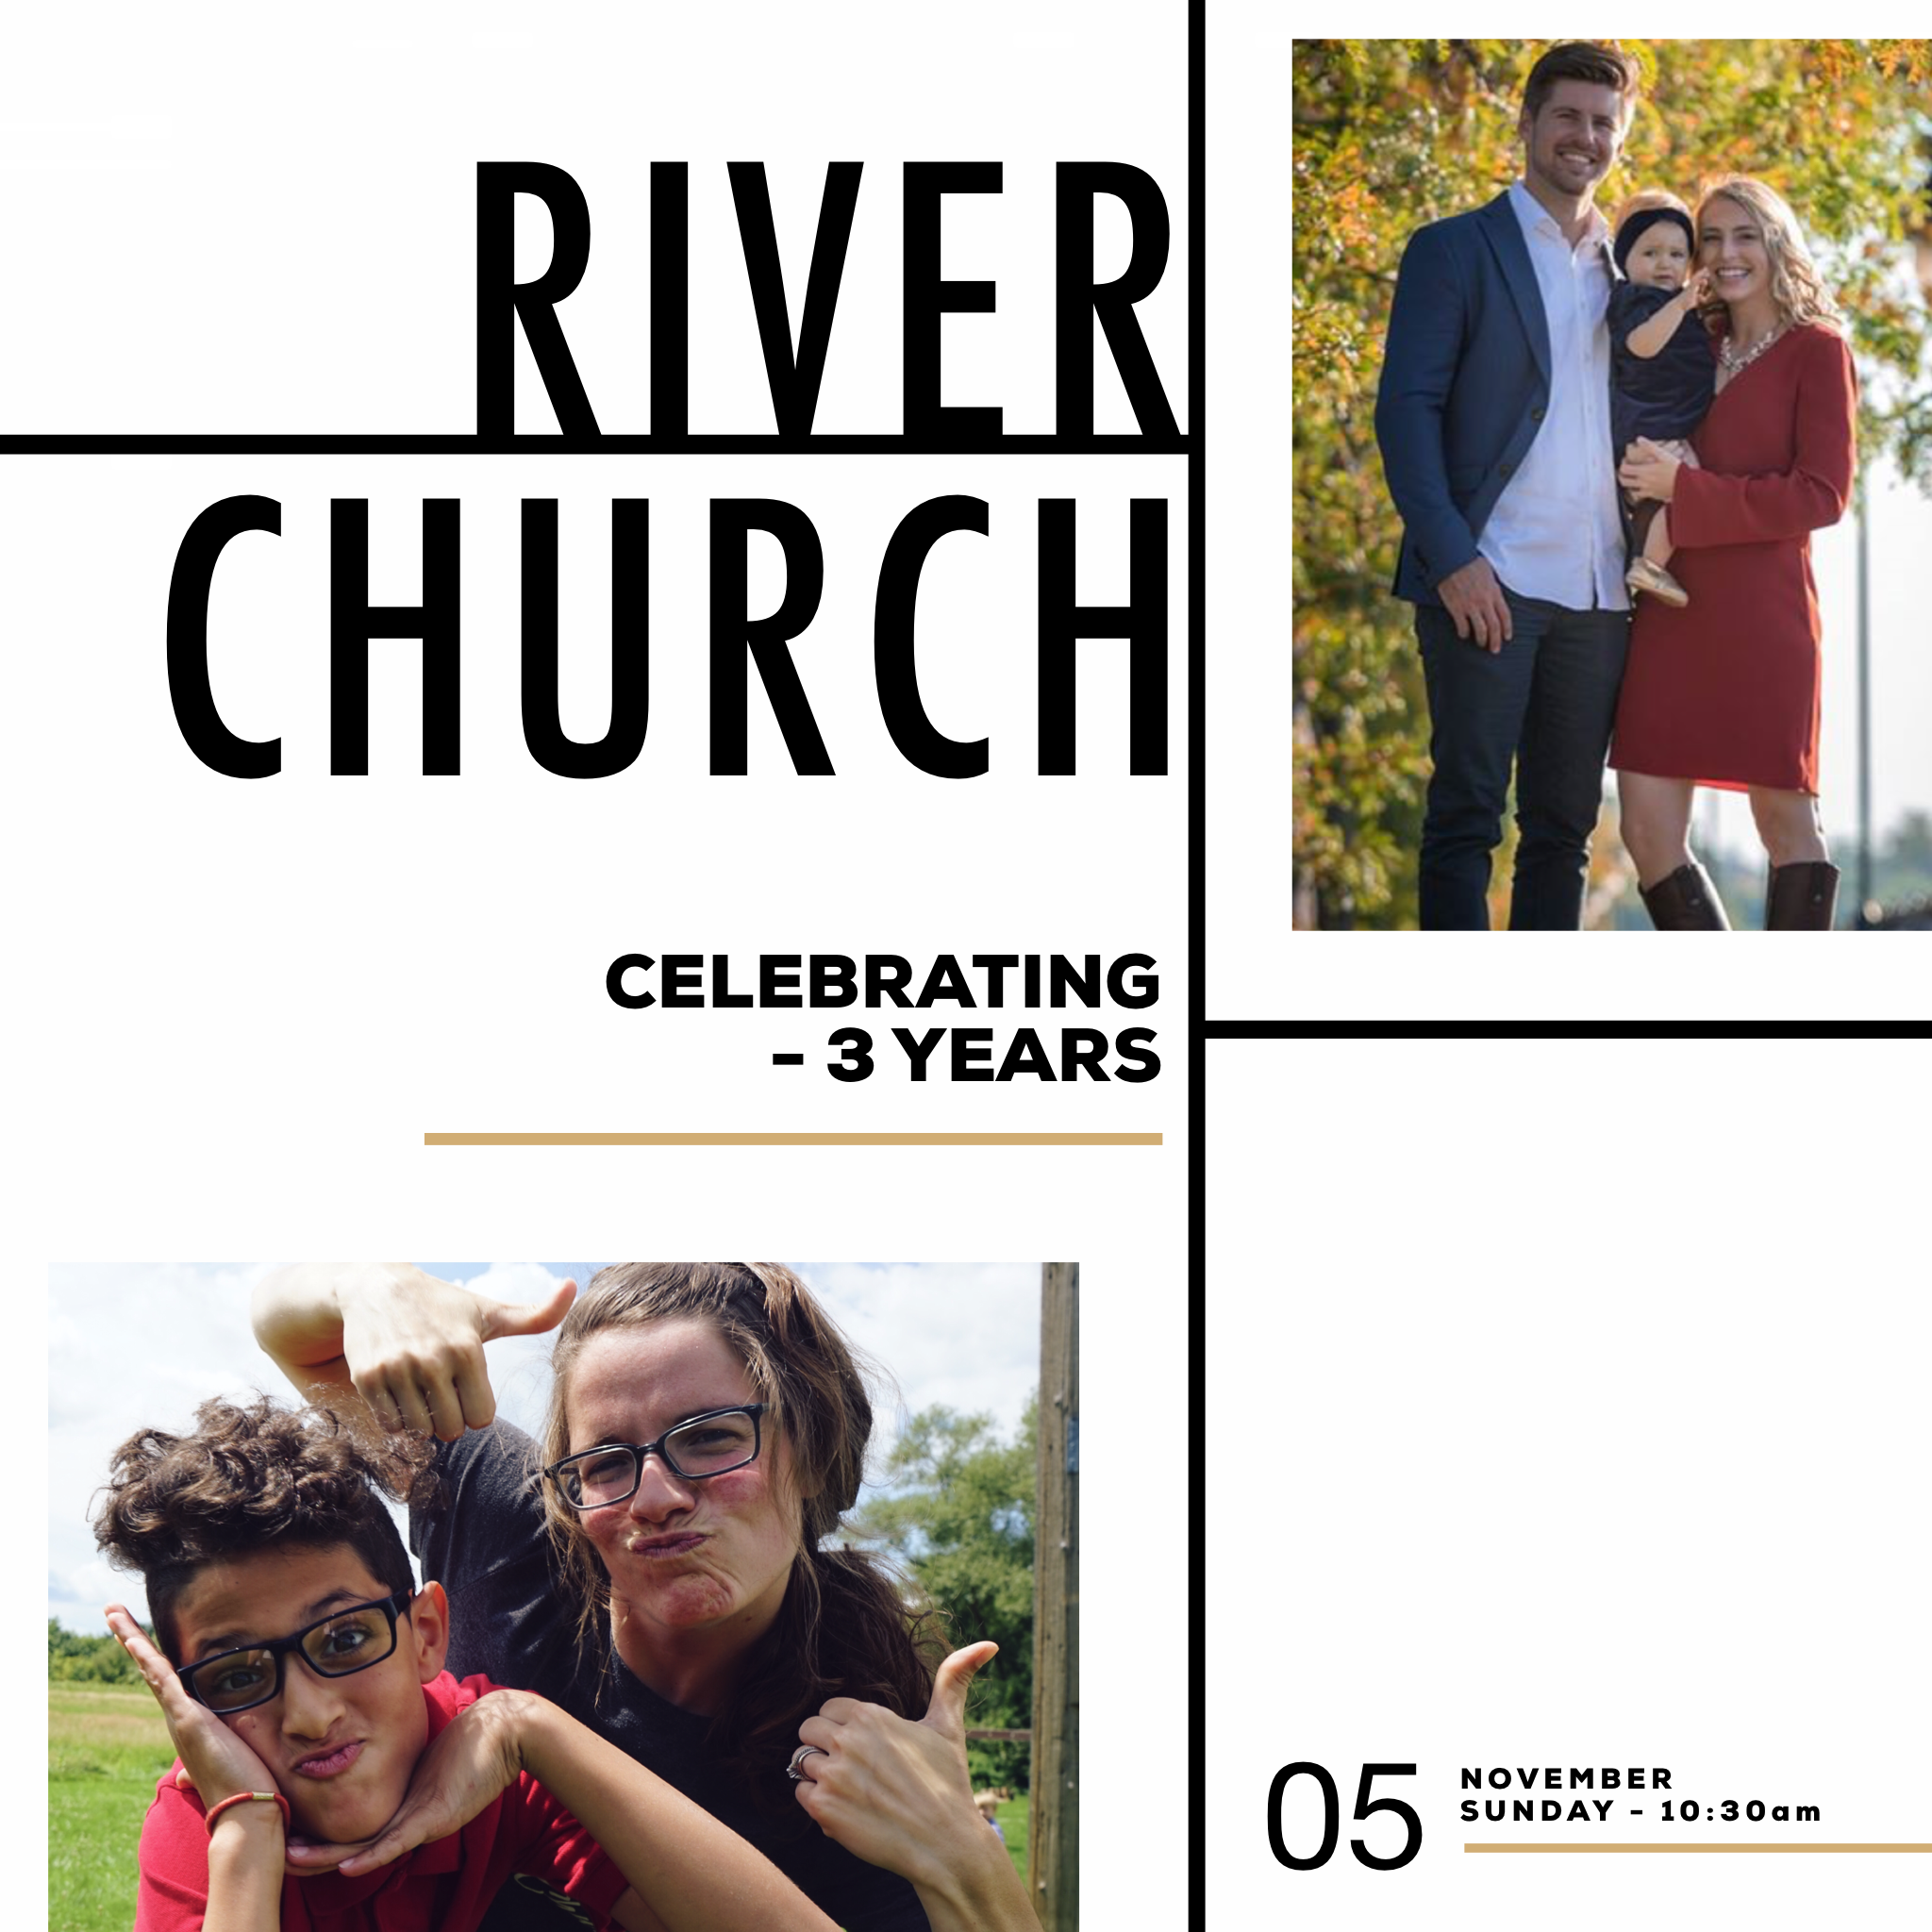 RIVER
CHURCH
CELEBRATING
- 3 YEARS
05
NOVEMBER
SUNDAY - 10:30am